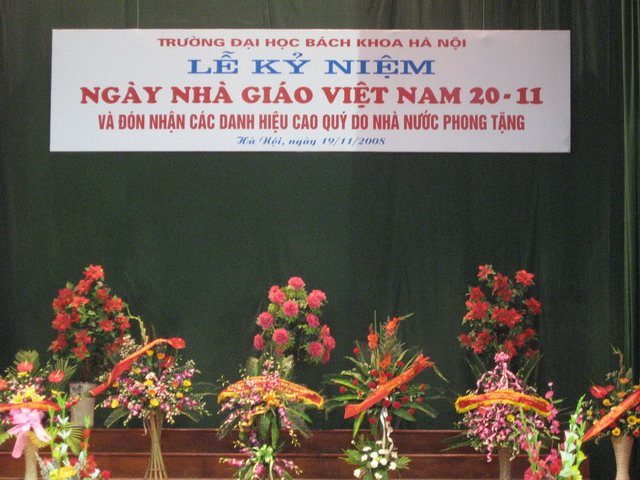 TRƯỜNG ĐẠI HỌC BÁCH KHOA HÀ NỘI
LỄ KỶ NIỆM
NGÀY NHÀ GIÁO VIỆT NAM 20-11
VÀ ĐÓN NHẬN CÁC DANH HIỆU CAO QUÝ DO NHÀ NƯỚC PHONG TẶNG
Hà Nội, ngày 19/11/2008